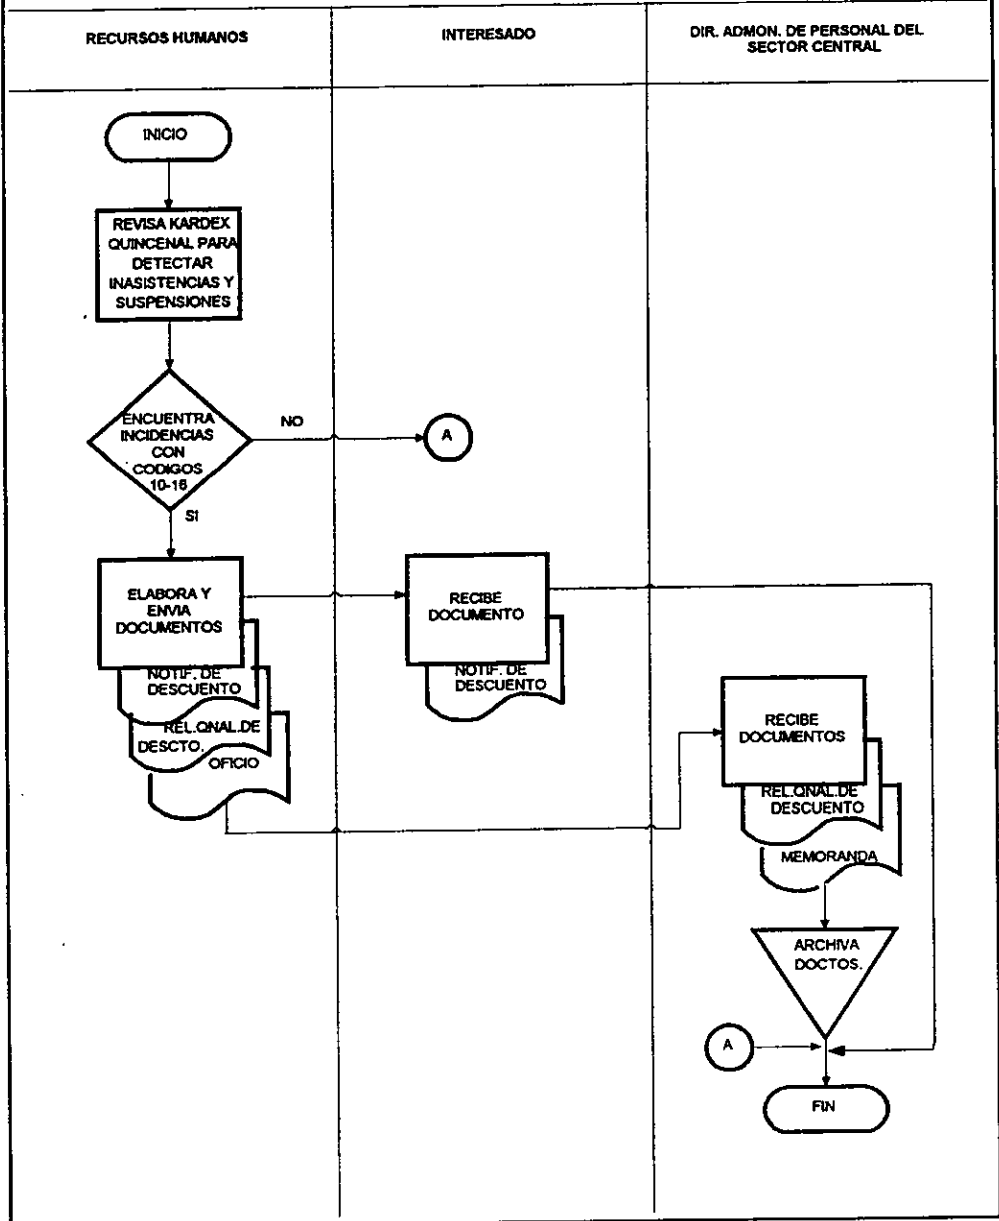 RECURSOS HUMANOS
INTERESADO
DIR. ADMON. DE PERSONAL DEL
SECTOR CENTRAL
INICIO
REVISA KARDEX
QUINCENAL PARA
DETECTAR
INASISTENCIAS Y
SUSPENSIONES
ENCUENTRA
INCIDENCIAS
CON
CODIGOS
10-16
NO
A
SI
ELABORA Y
ENVIA
DOCUMENTOS
NOTIF. DE
DESCUENTO
REL.QNAL.DE
DESCTO.
OFICIO
RECIBE
DOCUMENTO
NOTIF. DE
DESCUENTO
RECIBE
DOCUMENTOS
REL.QNAL.DE
DESCUENTO
MEMORANDA
ARCHIVA
DOCTOS.
A
FIN